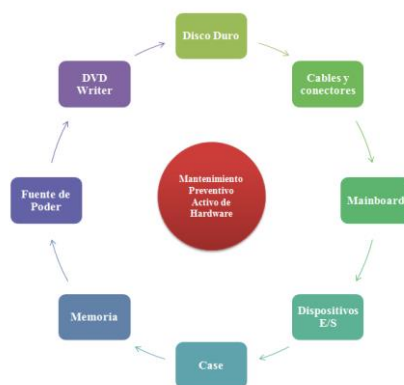 Disco Duro
Cables y
conectores
Mainboard
Dispositivos
E/S
Case
Memoria
Fuente de
Poder
DVD
Writer
Mantenimiento
Preventivo
Activo de
Hardware